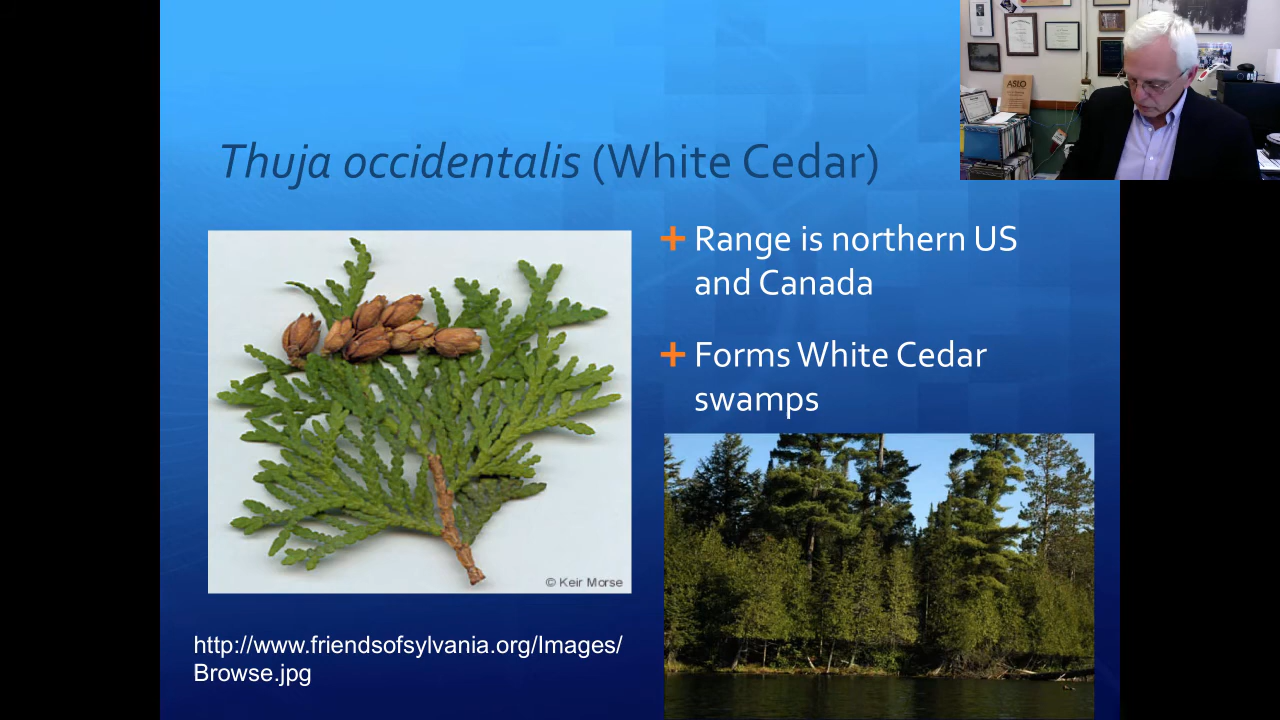 Thuja occidentalis (White Cedar)
ASLO
+ Range is northern US
and Canada
+ Forms White Cedar
swamps
© Keir Morse
http://www.friendsofsylvania.org/Images/
Browse.jpg